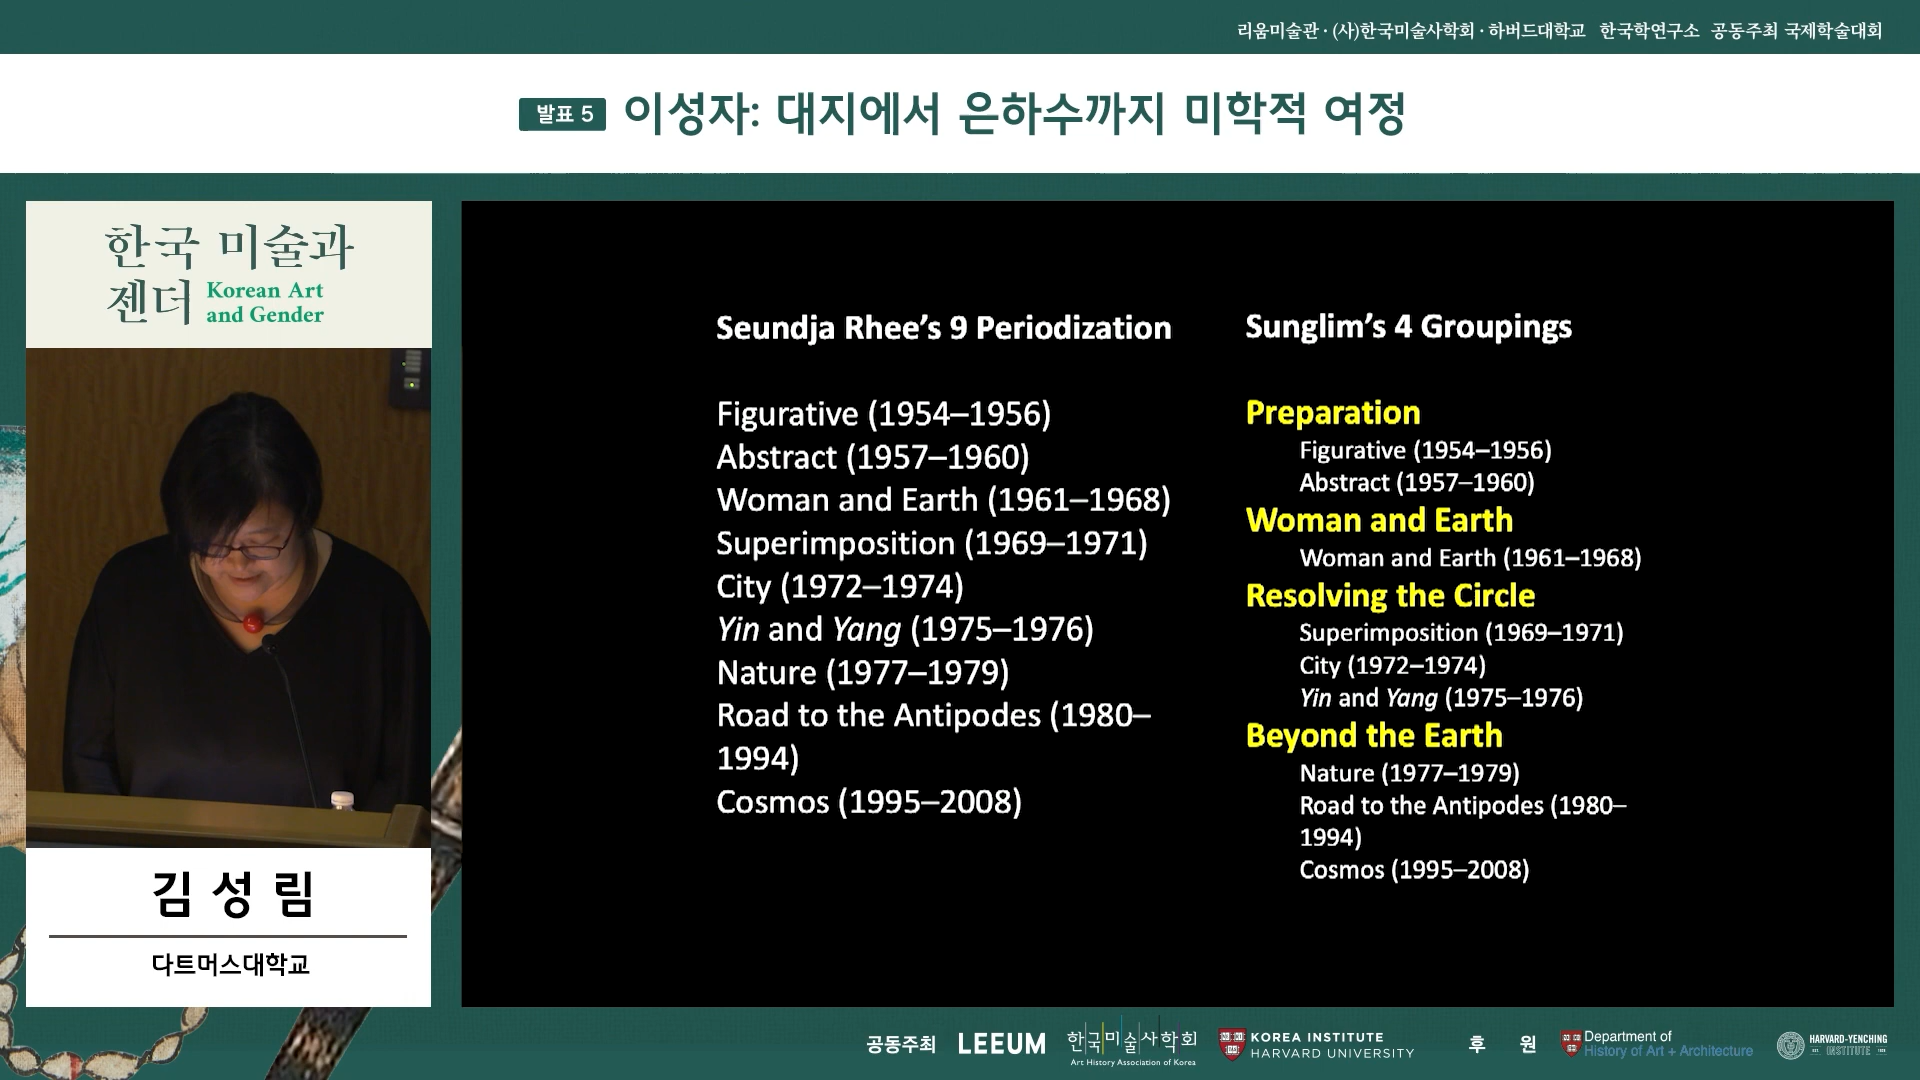 리움미술관 · (사)한국미술사학회 · 하버드대학교 한국학연구소 공동주최 국제학술대회
발표 5 이성자: 대지에서 은하수까지 미학적 여정
한국 미술과
젠더 Korean Art
and Gender
Seundja Rhee’s 9 Periodization
Figurative (1954–1956)
Abstract (1957–1960)
Woman and Earth (1961–1968)
Superimposition (1969–1971)
City (1972–1974)
Yin and Yang (1975–1976)
Nature (1977–1979)
Road to the Antipodes (1980–
1994)
Cosmos (1995–2008)
Sunglim’s 4 Groupings
Preparation
Figurative (1954–1956)
Abstract (1957–1960)
Woman and Earth
Woman and Earth (1961–1968)
Resolving the Circle
Superimposition (1969–1971)
City (1972–1974)
Yin and Yang (1975–1976)
Beyond the Earth
Nature (1977–1979)
Road to the Antipodes (1980–
1994)
Cosmos (1995–2008)
김성림
다트머스대학교
공동주최
LEEUM
한국미술사학회
Art History Association of Korea
KOREA INSTITUTE
HARVARD UNIVERSITY
후 원
Department of
History of Art + Architecture
HARVARD-YENCHING
INSTITUTE